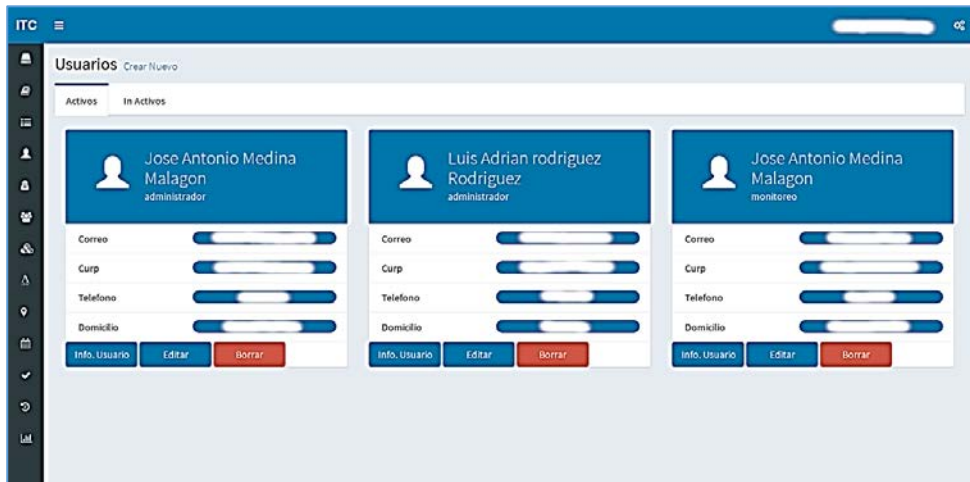 ITC
Usuarios Crear Nuevo
Activos In Activos
Jose Antonio Medina
Malagon
administrador
Correo
Curp
Telefono
Domicilio
Info. Usuario Editar Borrar
Luis Adrian rodriguez
Rodriguez
administrador
Correo
Curp
Telefono
Domicilio
Info. Usuario Editar Borrar
Jose Antonio Medina
Malagon
monitoreo
Correo
Curp
Telefono
Domicilio
Info. Usuario Editar Borrar